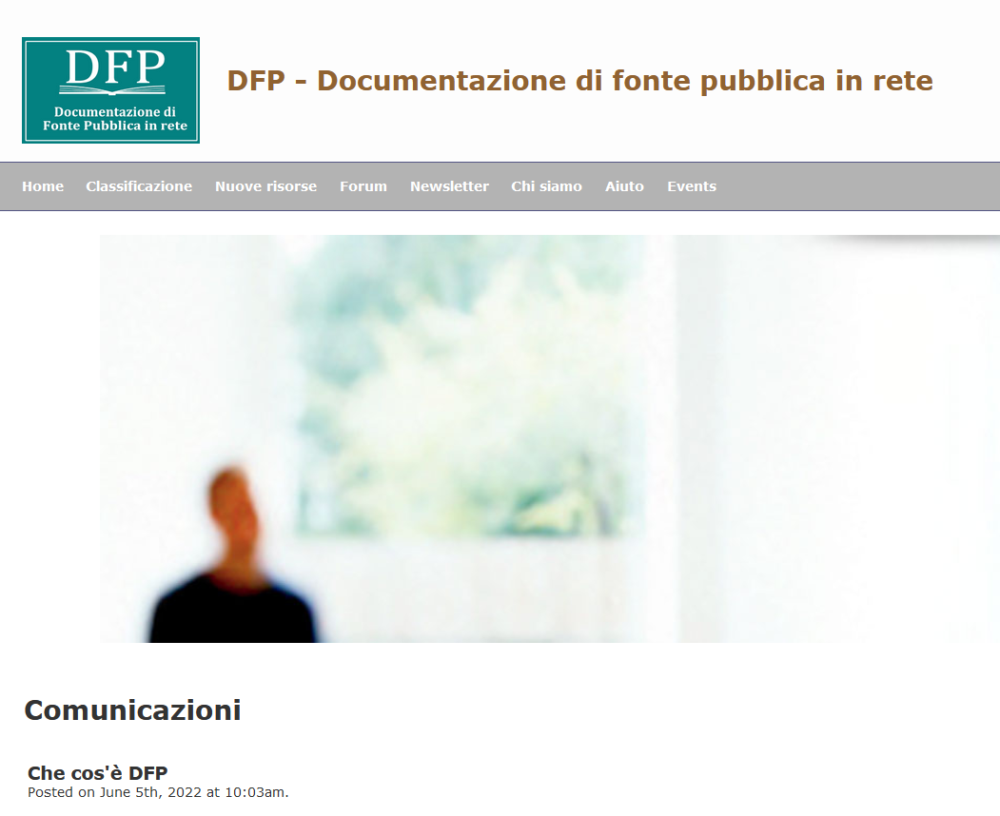 DFP
Documentazione di
Fonte Pubblica in rete
DFP - Documentazione di fonte pubblica in rete
Home Classificazione Nuove risorse Forum Newsletter Chi siamo Aiuto Events
Comunicazioni
Che cos'è DFP
Posted on June 5th, 2022 at 10:03am.